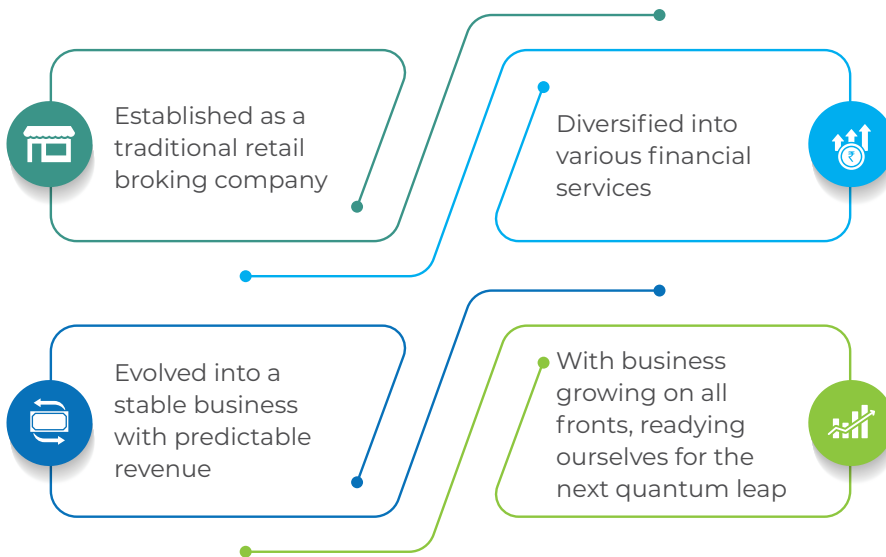 Established as a
traditional retail
broking company
Diversified into
various financial
services
Evolved into a
stable business
with predictable
revenue
With business
growing on all
fronts, readying
ourselves for the
next quantum leap
₹